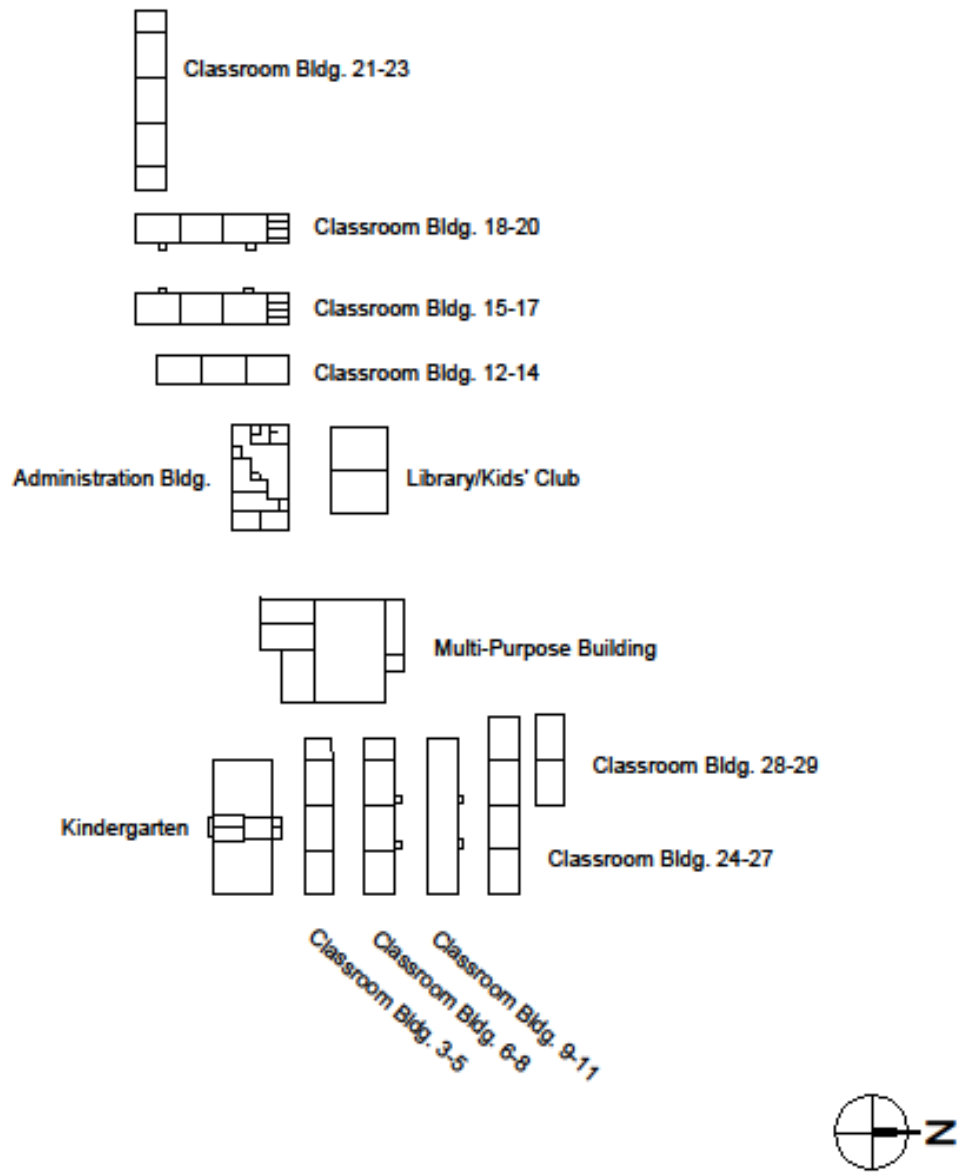 Classroom Bldg. 21-23
Classroom Bldg. 18-20
Classroom Bldg. 15-17
Classroom Bldg. 12-14
Administration Bldg.
Library/Kids' Club
Multi-Purpose Building
Classroom Bldg. 28-29
Kindergarten
Classroom Bldg. 24-27
Classroom Bldg. 3-5
Classroom Bldg. 6-8
Classroom Bldg. 9-11
N